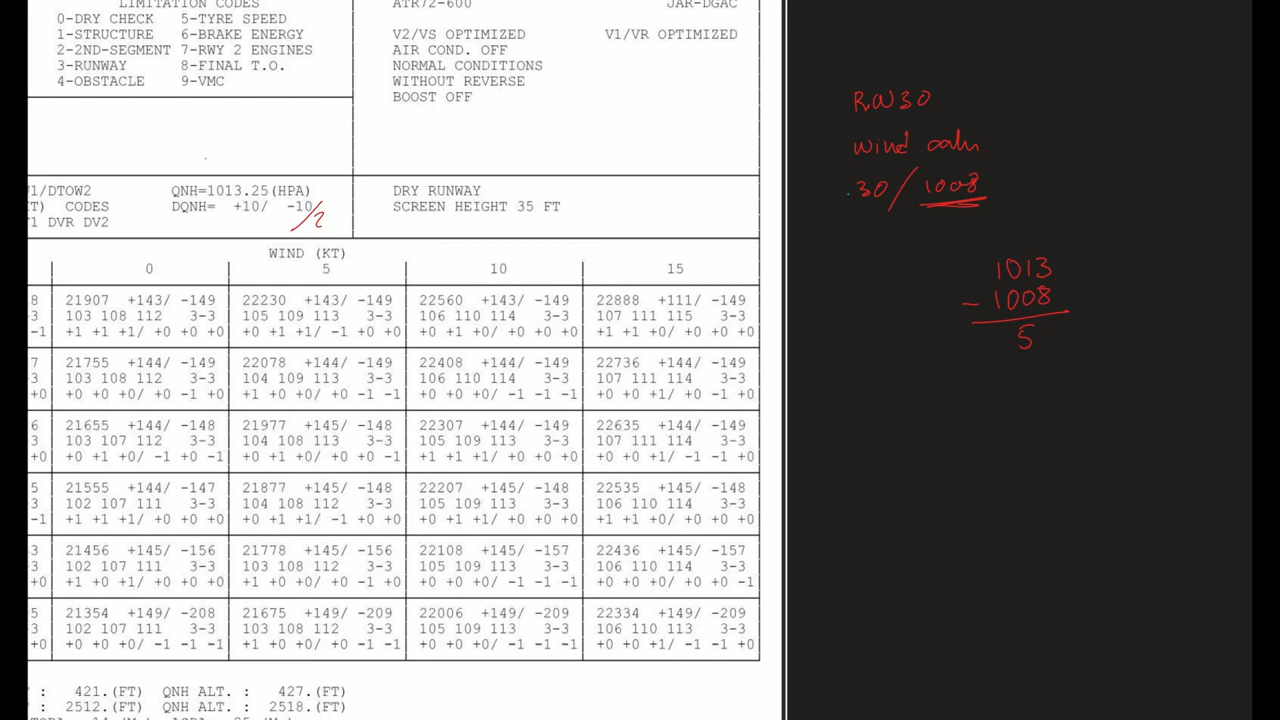 LIMITATION CODES
0-DRY CHECK 5-TYRE SPEED
1-STRUCTURE 6-BRAKE ENERGY
2-2ND-SEGMENT 7-RWY 2 ENGINES
3-RUNWAY 8-FINAL T.O.
4-OBSTACLE 9-VMC
ATR72-600 JAR-DGAC
V2/VS OPTIMIZED V1/VR OPTIMIZED
AIR COND. OFF
NORMAL CONDITIONS
WITHOUT REVERSE
BOOST OFF
1/DTOW2 QNH=1013.25(HPA)
T) CODES DQNH= +10/ -10
1 DVR DV2
/2
DRY RUNWAY
SCREEN HEIGHT 35 FT
WIND (KT)
0 5 10 15
8 21907 +143/ -149 22230 +143/ -149 22560 +143/ -149 22888 +111/ -149
3 103 108 112 3-3 105 109 113 3-3 106 110 114 3-3 107 111 115 3-3
-1 +1 +1 +1/ +0 +0 +0 +0 +1 +1/ -1 +0 +0 +0 +1 +0/ +0 +0 +0 +1 +1 +0/ +0 +0 +0
7 21755 +144/ -149 22078 +144/ -149 22408 +144/ -149 22736 +144/ -149
3 103 108 112 3-3 104 109 113 3-3 106 110 114 3-3 107 111 114 3-3
+0 +0 +0 +0/ +0 -1 +0 +1 +0 +0/ +0 -1 -1 +0 +0 +0/ -1 -1 -1 +0 +0 +1/ +0 +0 +0
6 21655 +144/ -148 21977 +145/ -148 22307 +144/ -149 22635 +144/ -149
3 103 107 112 3-3 104 108 113 3-3 105 109 113 3-3 107 111 114 3-3
+0 +0 +1 +0/ -1 +0 -1 +0 +1 +0/ +0 +0 -1 +1 +1 +1/ +0 +0 +0 +0 +0 +1/ -1 -1 +0
5 21555 +144/ -147 21877 +145/ -148 22207 +145/ -148 22535 +145/ -148
3 102 107 111 3-3 104 108 112 3-3 105 109 113 3-3 106 110 114 3-3
-1 +1 +1 +1/ +0 +0 +0 +0 +1 +1/ -1 +0 +0 +0 +1 +1/ +0 +0 +0 +1 +1 +0/ +0 +0 +0
3 21456 +145/ -156 21778 +145/ -156 22108 +145/ -157 22436 +145/ -157
3 102 107 111 3-3 103 108 112 3-3 105 109 113 3-3 106 110 114 3-3
+0 +1 +0 +1/ +0 +0 +0 +1 +0 +0/ +0 -1 +0 +0 +0 +0/ -1 -1 -1 +0 +0 +0/ +0 +0 -1
5 21354 +149/ -208 21675 +149/ -209 22006 +149/ -209 22334 +149/ -209
3 102 107 111 3-3 103 108 112 3-3 105 109 113 3-3 106 110 113 3-3
+0 +0 +0 +0/ -1 -1 -1 +1 +0 +0/ +0 +0 +0 +0 +0 +0/ -1 -1 -1 +0 +0 +1/ -1 -1 +0
: 421.(FT) QNH ALT. : 427.(FT)
: 2512.(FT) QNH ALT. : 2518.(FT)
RW30
wind calm
30/1008
1013
- 1008
5